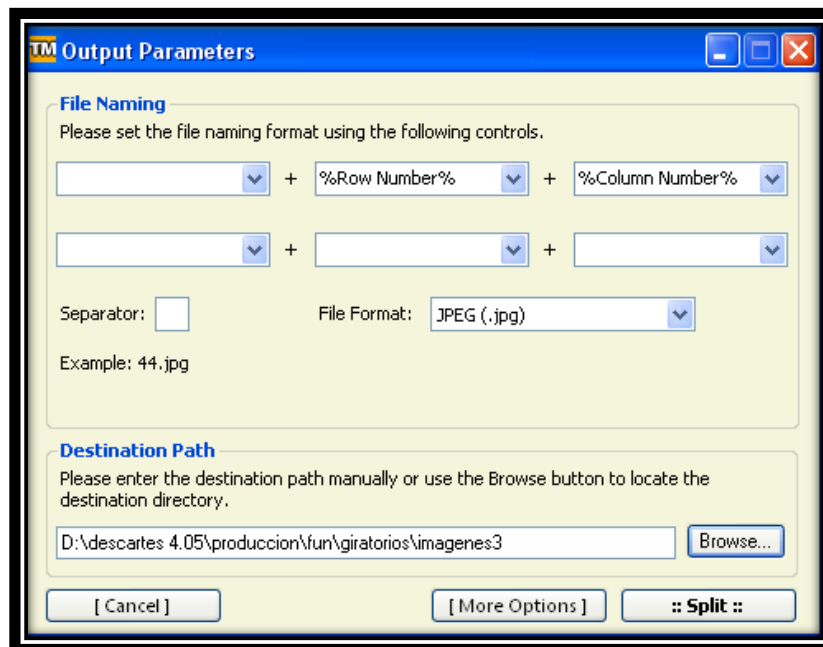 TM Output Parameters
File Naming
Please set the file naming format using the following controls.
+ %Row Number% + %Column Number%
+ +
Separator: File Format: JPEG (.jpg)
Example: 44.jpg
Destination Path
Please enter the destination path manually or use the Browse button to locate the
destination directory.
D:\descartes 4.05\produccion\fun\giratorios\imagenes3 Browse...
[ Cancel ] [ More Options ] :: Split ::